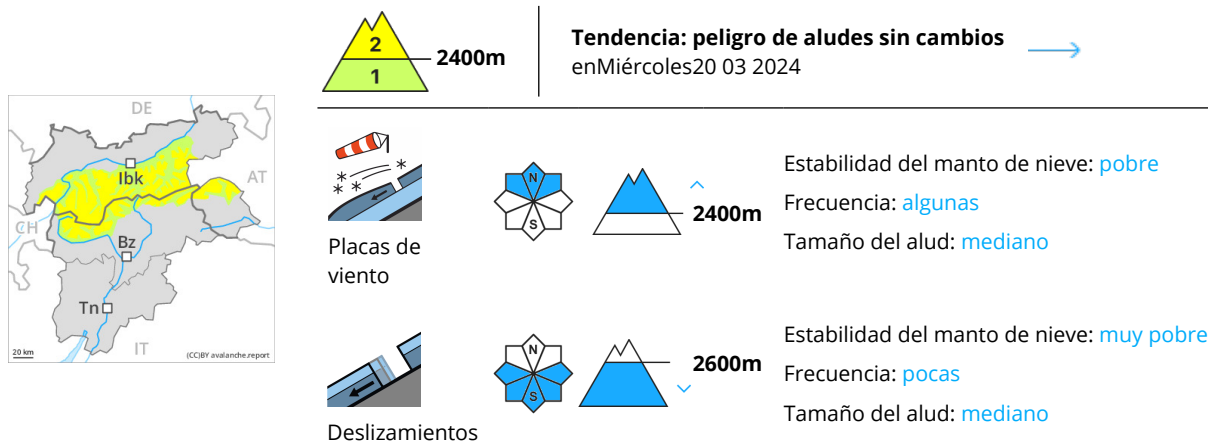 2
1
2400m
Tendencia: peligro de aludes sin cambios
enMiércoles20 03 2024
DE
Ibk
AT
CH
Bz
Tn
IT
20 km
(CC)BY avalanche.report
Placas de
viento
N
S
2400m
Estabilidad del manto de nieve: pobre
Frecuencia: algunas
Tamaño del alud: mediano
Deslizamientos
N
S
2600m
Estabilidad del manto de nieve: muy pobre
Frecuencia: pocas
Tamaño del alud: mediano